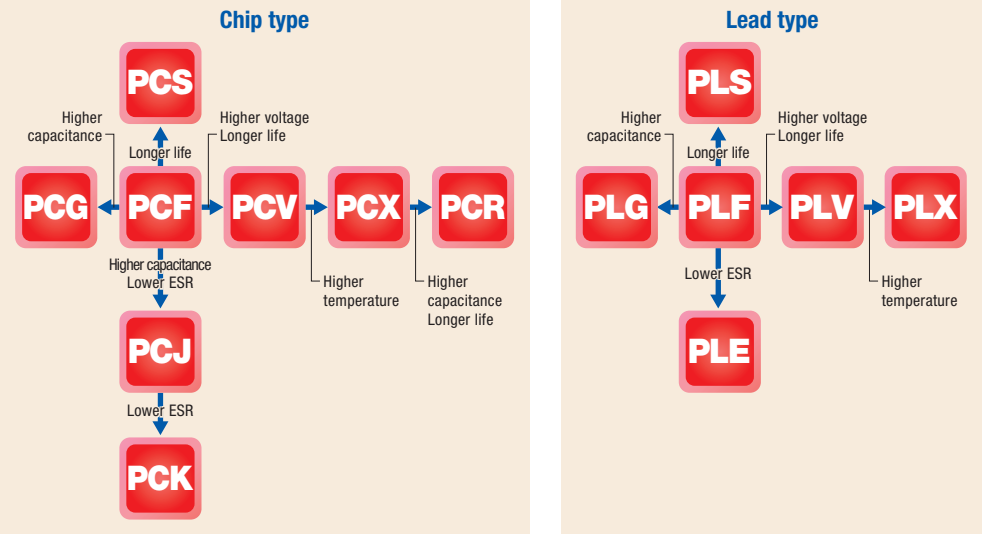 Chip type
PCS
Higher
capacitance
Higher voltage
Longer life
Longer life
PCG
PCF
PCV
PCX
PCR
Higher capacitance
Lower ESR
Higher
temperature
Higher
capacitance
Longer life
PCJ
Lower ESR
PCK
Lead type
PLS
Higher
capacitance
Higher voltage
Longer life
Longer life
PLG
PLF
PLV
PLX
Lower ESR
Higher
temperature
PLE